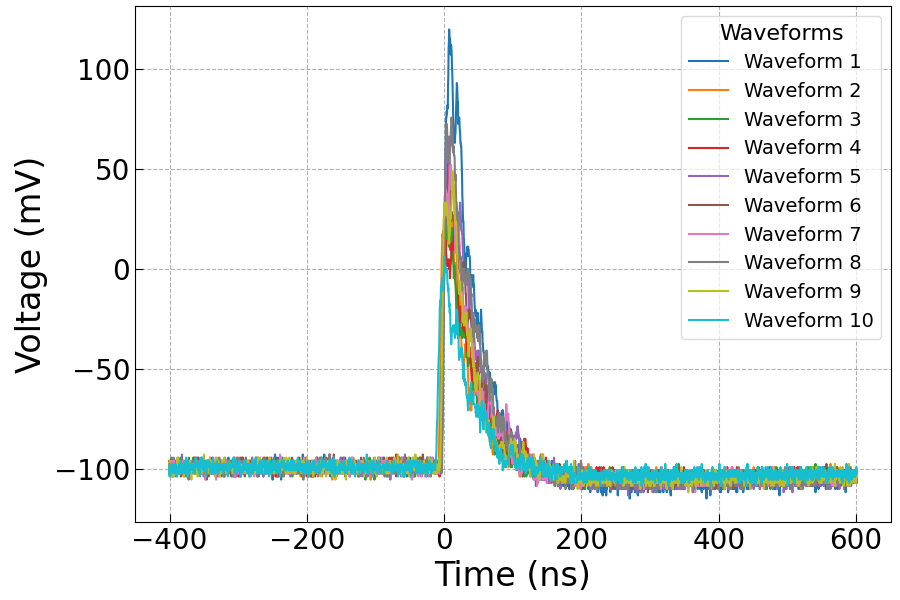 Waveforms
Waveform 1
Waveform 2
Waveform 3
Waveform 4
Waveform 5
Waveform 6
Waveform 7
Waveform 8
Waveform 9
Waveform 10
Voltage (mV)
100
50
0
−50
−100
−400 −200 0 200 400 600
Time (ns)